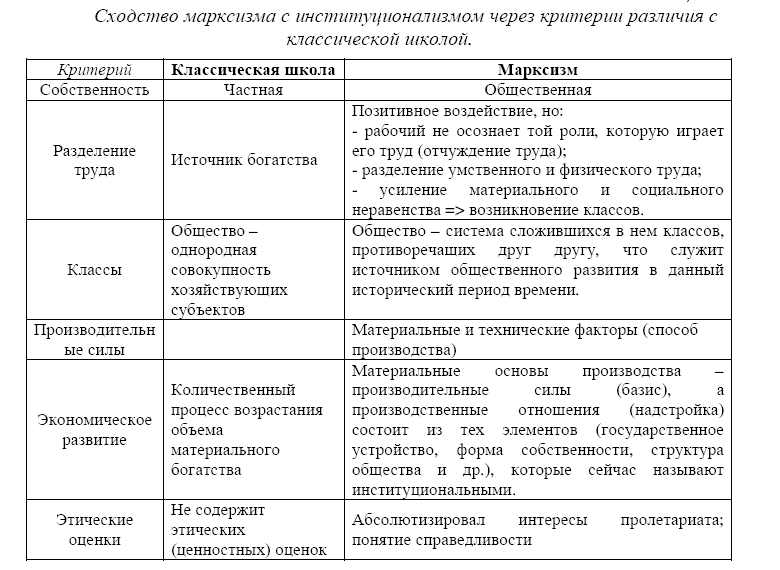 Сходство марксизма с институционализмом через критерии различия с
классической школой.
Критерий Классическая школа Марксизм
Собственность Частная Общественная
Разделение
труда
Источник богатства
Позитивное воздействие, но:
- рабочий не осознает той роли, которую играет
его труд (отчуждение труда);
- разделение умственного и физического труда;
- усиление материального и социального
неравенства => возникновение классов.
Классы
Общество –
однородная
совокупность
хозяйствующих
субъектов
Общество – система сложившихся в нем классов,
противоречащих друг другу, что служит
источником общественного развития в данный
исторический период времени.
Производительн
ые силы
Материальные и технические факторы (способ
производства)
Экономическое
развитие
Количественный
процесс возрастания
объема
материального
богатства
Материальные основы производства –
производительные силы (базис), а
производственные отношения (надстройка)
состоит из тех элементов (государственное
устройство, форма собственности, структура
общества и др.), которые сейчас называют
институциональными.
Этические
оценки
Не содержит
этических
(ценностных) оценок
Абсолютизировал интересы пролетариата;
понятие справедливости